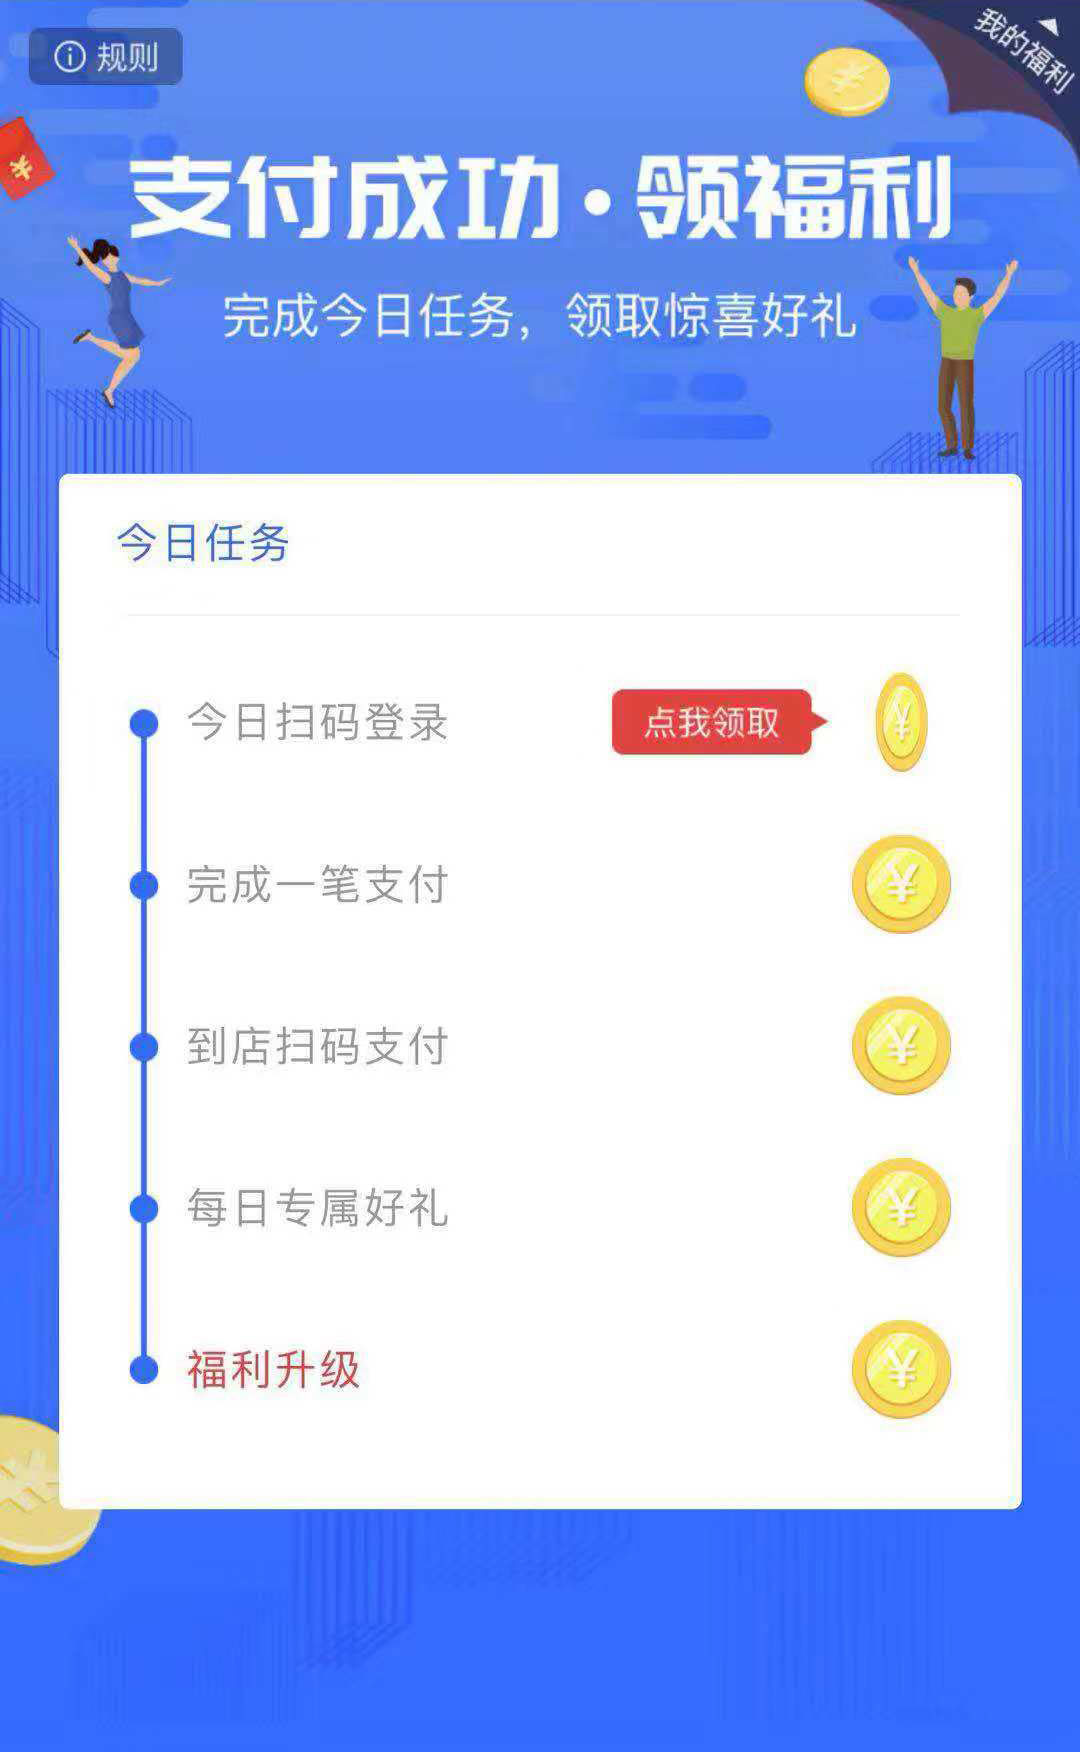 规则
我的福利
支付成功·领福利
完成今日任务，领取惊喜好礼
今日任务
今日扫码登录
点我领取
完成一笔支付
到店扫码支付
每日专属好礼
福利升级